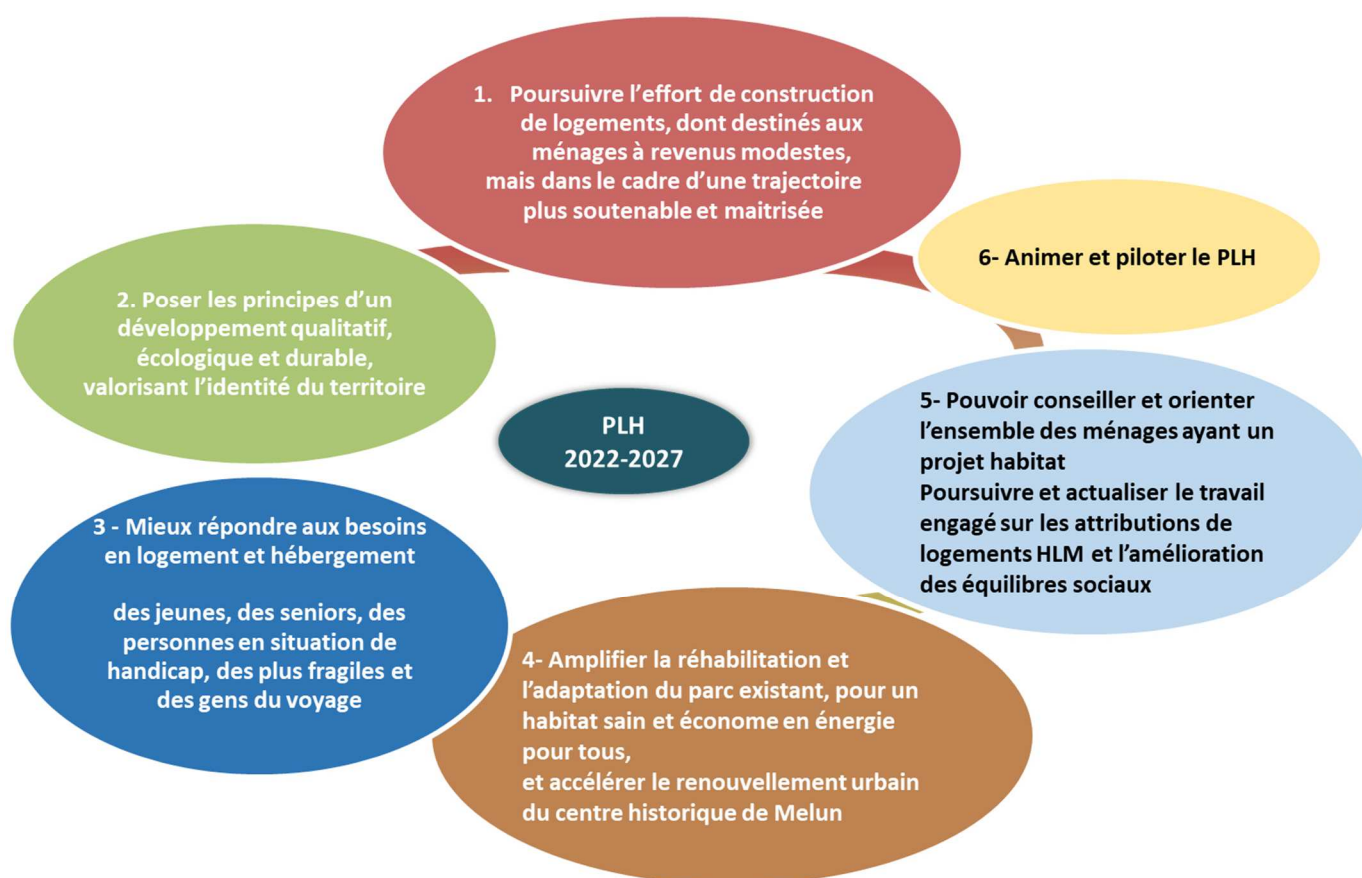 1. Poursuivre l'effort de construction
de logements, dont destinés aux
ménages à revenus modestes,
mais dans le cadre d'une trajectoire
plus soutenable et maitrisée
2. Poser les principes d'un
développement qualitatif,
écologique et durable,
valorisant l'identité du territoire
3 - Mieux répondre aux besoins
en logement et hébergement
des jeunes, des seniors, des
personnes en situation de
handicap, des plus fragiles et
des gens du voyage
4- Amplifier la réhabilitation et
l'adaptation du parc existant, pour un
habitat sain et économe en énergie
pour tous,
et accélérer le renouvellement urbain
du centre historique de Melun
5- Pouvoir conseiller et orienter
l'ensemble des ménages ayant un
projet habitat
Poursuivre et actualiser le travail
engagé sur les attributions de
logements HLM et l'amélioration
des équilibres sociaux
6- Animer et piloter le PLH
PLH
2022-2027